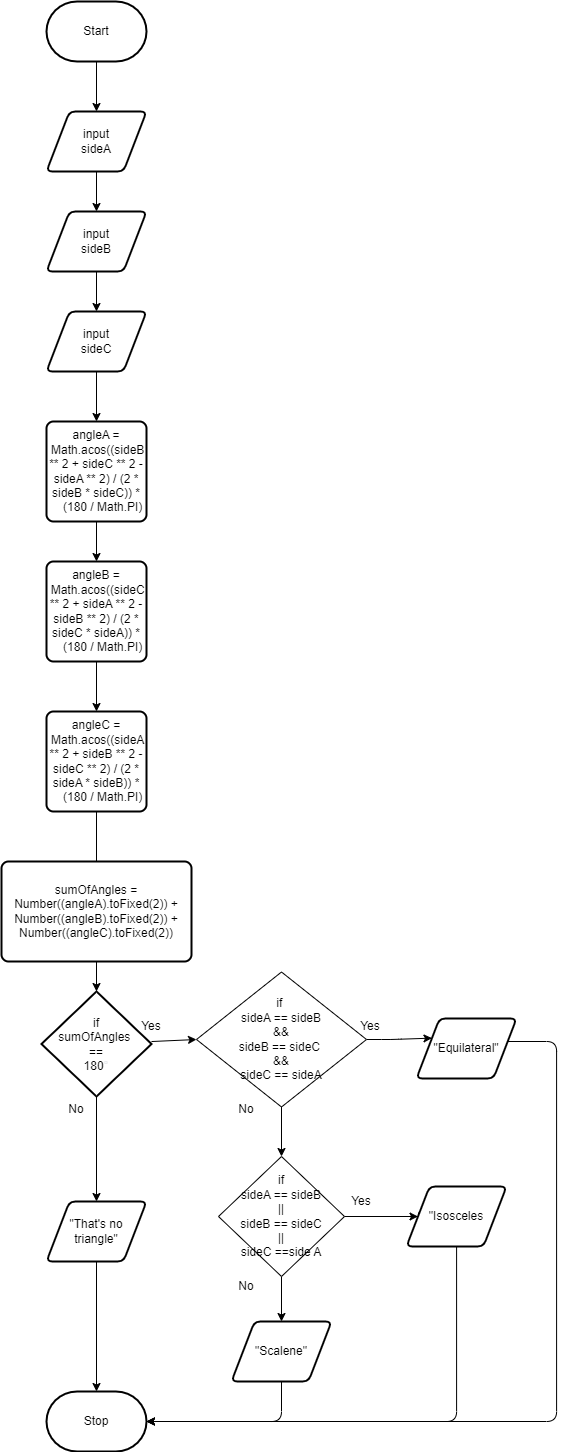 Start
input
sideA
input
sideB
input
sideC
angleA =
Math.acos((sideB
** 2 + sideC ** 2 -
sideA ** 2) / (2 *
sideB * sideC)) *
(180 / Math.PI)
angleB =
Math.acos((sideC
** 2 + sideA ** 2 -
sideB ** 2) / (2 *
sideC * sideA)) *
(180 / Math.PI)
angleC =
Math.acos((sideA
** 2 + sideB ** 2 -
sideC ** 2) / (2 *
sideA * sideB)) *
(180 / Math.PI)
sumOfAngles =
Number((angleA).toFixed(2)) +
Number((angleB).toFixed(2)) +
Number((angleC).toFixed(2))
if
sumOfAngles
==
180
Yes
No
if
sideA == sideB
&&
sideB == sideC
&&
sideC == sideA
Yes
"Equilateral"
No
if
sideA == sideB
||
sideB == sideC
||
sideC ==side A
Yes
"Isosceles
No
"That's no
triangle"
"Scalene"
Stop